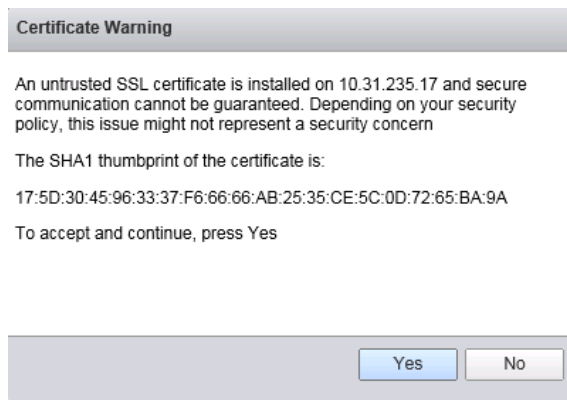 Certificate Warning
An untrusted SSL certificate is installed on 10.31.235.17 and secure
communication cannot be guaranteed. Depending on your security
policy, this issue might not represent a security concern
The SHA1 thumbprint of the certificate is:
17:5D:30:45:96:33:37:F6:66:66:AB:25:35:CE:5C:0D:72:65:BA:9A
To accept and continue, press Yes
Yes No